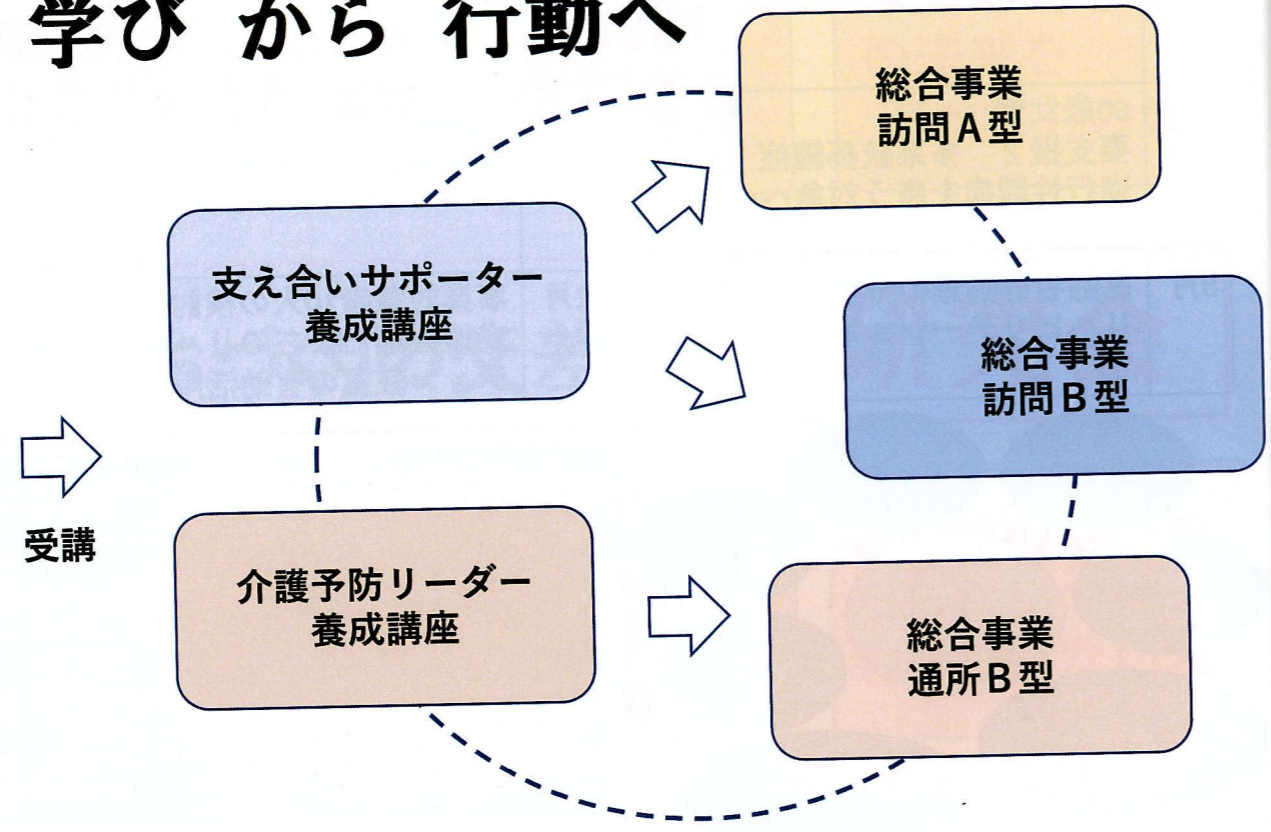 学び から 行動へ
総合事業
訪問A型
支え合いサポーター
養成講座
総合事業
訪問B型
受講
介護予防リーダー
養成講座
総合事業
通所B型